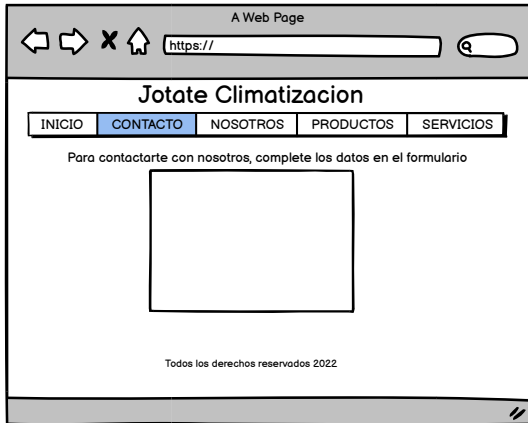 A Web Page
https://
Jotate Climatizacion
INICIO CONTACTO NOSOTROS PRODUCTOS SERVICIOS
Para contactarte con nosotros, complete los datos en el formulario
Todos los derechos reservados 2022